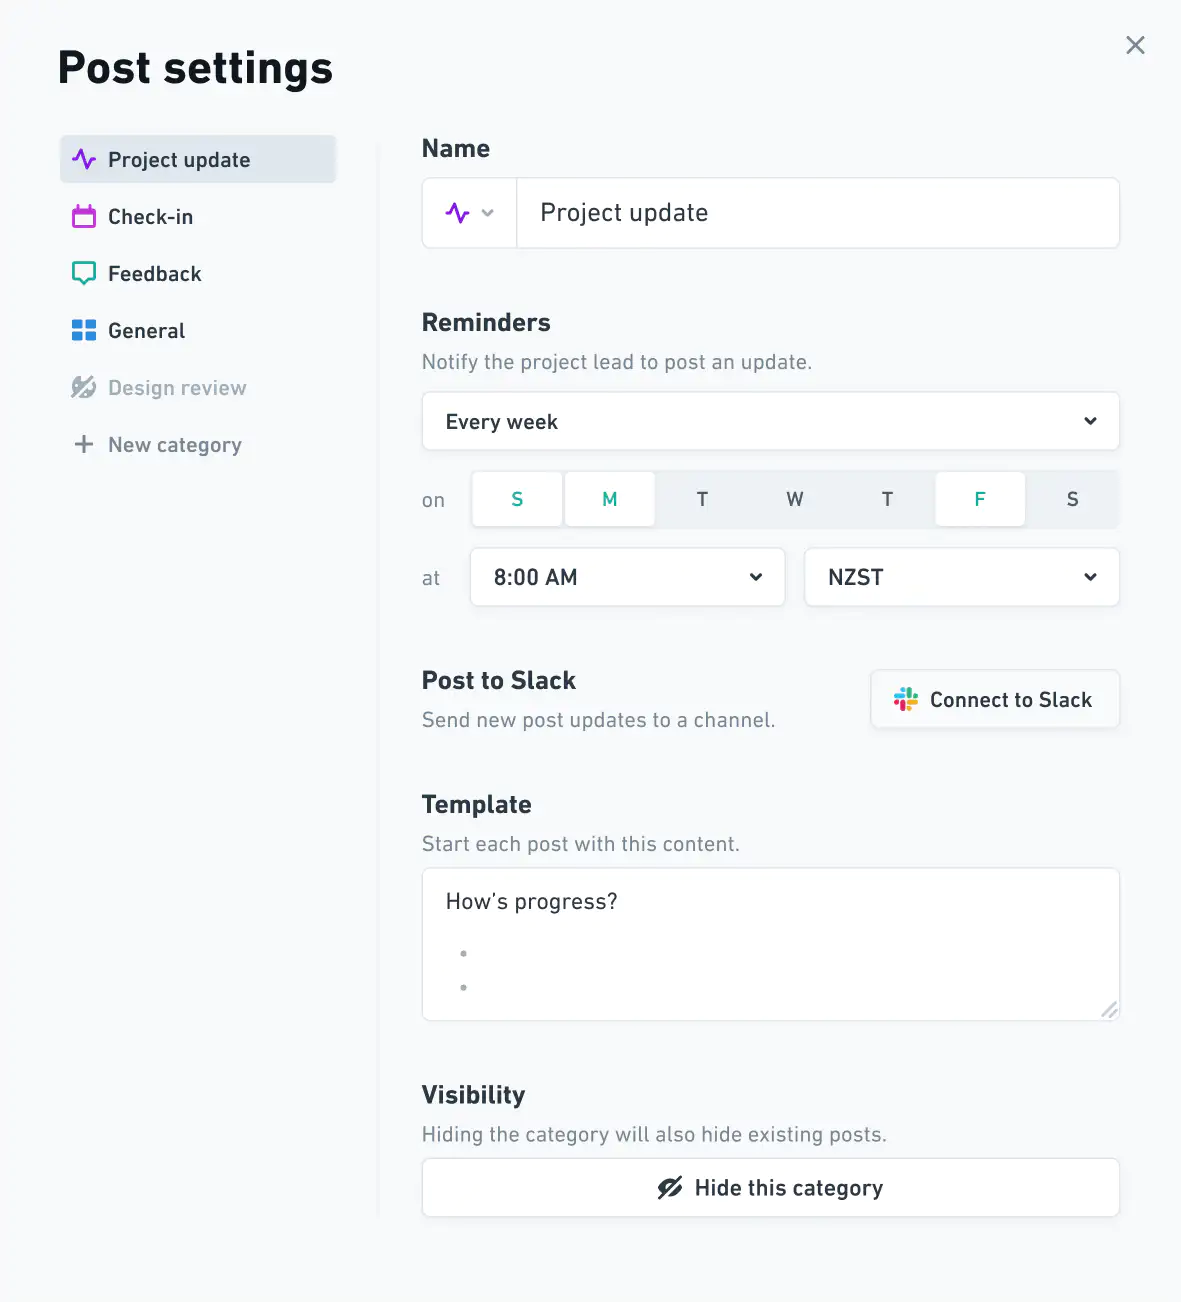 Post settings
Project update
Check-in
Feedback
General
Design review
New category
Name
Project update
Reminders
Notify the project lead to post an update.
Every week
on S M T W T F S
at 8:00 AM NZST
Post to Slack
Send new post updates to a channel.
Connect to Slack
Template
Start each post with this content.
How’s progress?
•
•
Visibility
Hiding the category will also hide existing posts.
Hide this category